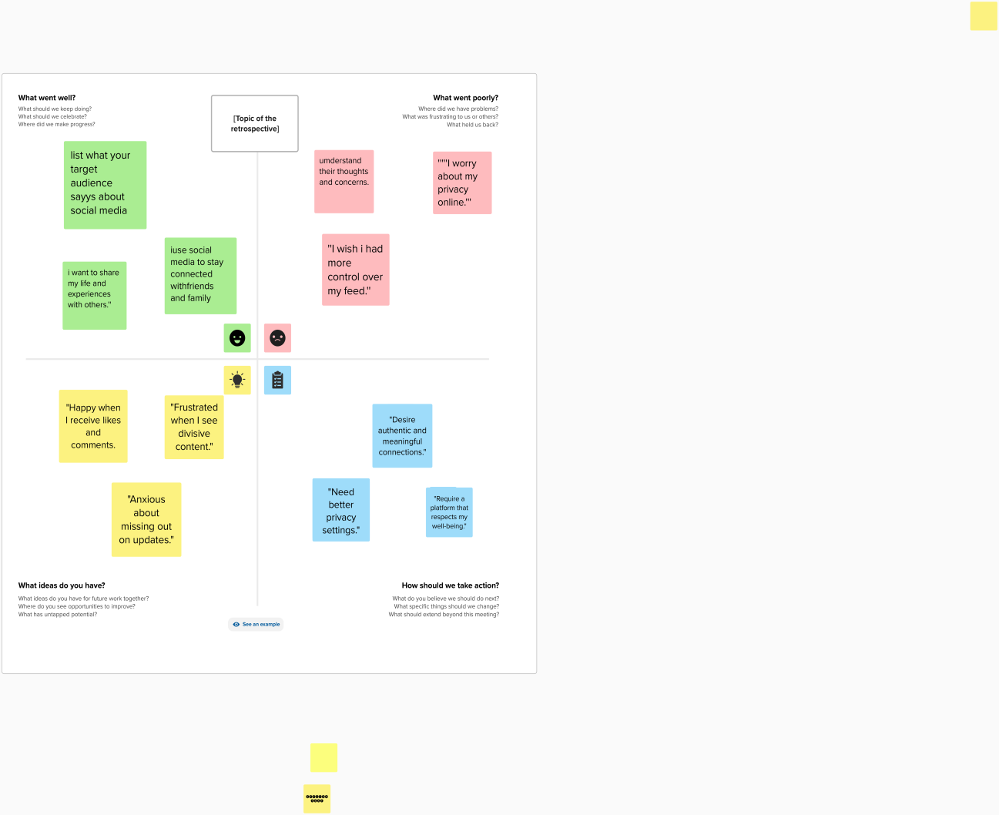 What went well?
What should we keep doing?
What should we celebrate?
Where did we make progress?
[Topic of the
retrospective]
What went poorly?
Where did we have problems?
What was frustrating to us or others?
What held us back?
list what your
target
audience
sayys about
social media
iuse social
media to stay
connected
withfriends
and family
i want to share
my life and
experiences
with others."
umderstand
their thoughts
and concerns.
"""I worry
about my
privacy
online.'"
"I wish i had
more
control over
my feed."
"Happy when
I receive likes
and
comments.
"Frustrated
when I see
divisive
content."
"Anxious
about
missing out
on updates."
"Desire
authentic and
meaningful
connections."
"Need
better
privacy
settings."
"Require a
platform that
respects my
well-being."
What ideas do you have?
What ideas do you have for future work together?
Where do you see opportunities to improve?
What has untapped potential?
How should we take action?
What do you believe we should do next?
What specific things should we change?
What should extend beyond this meeting?
See an example